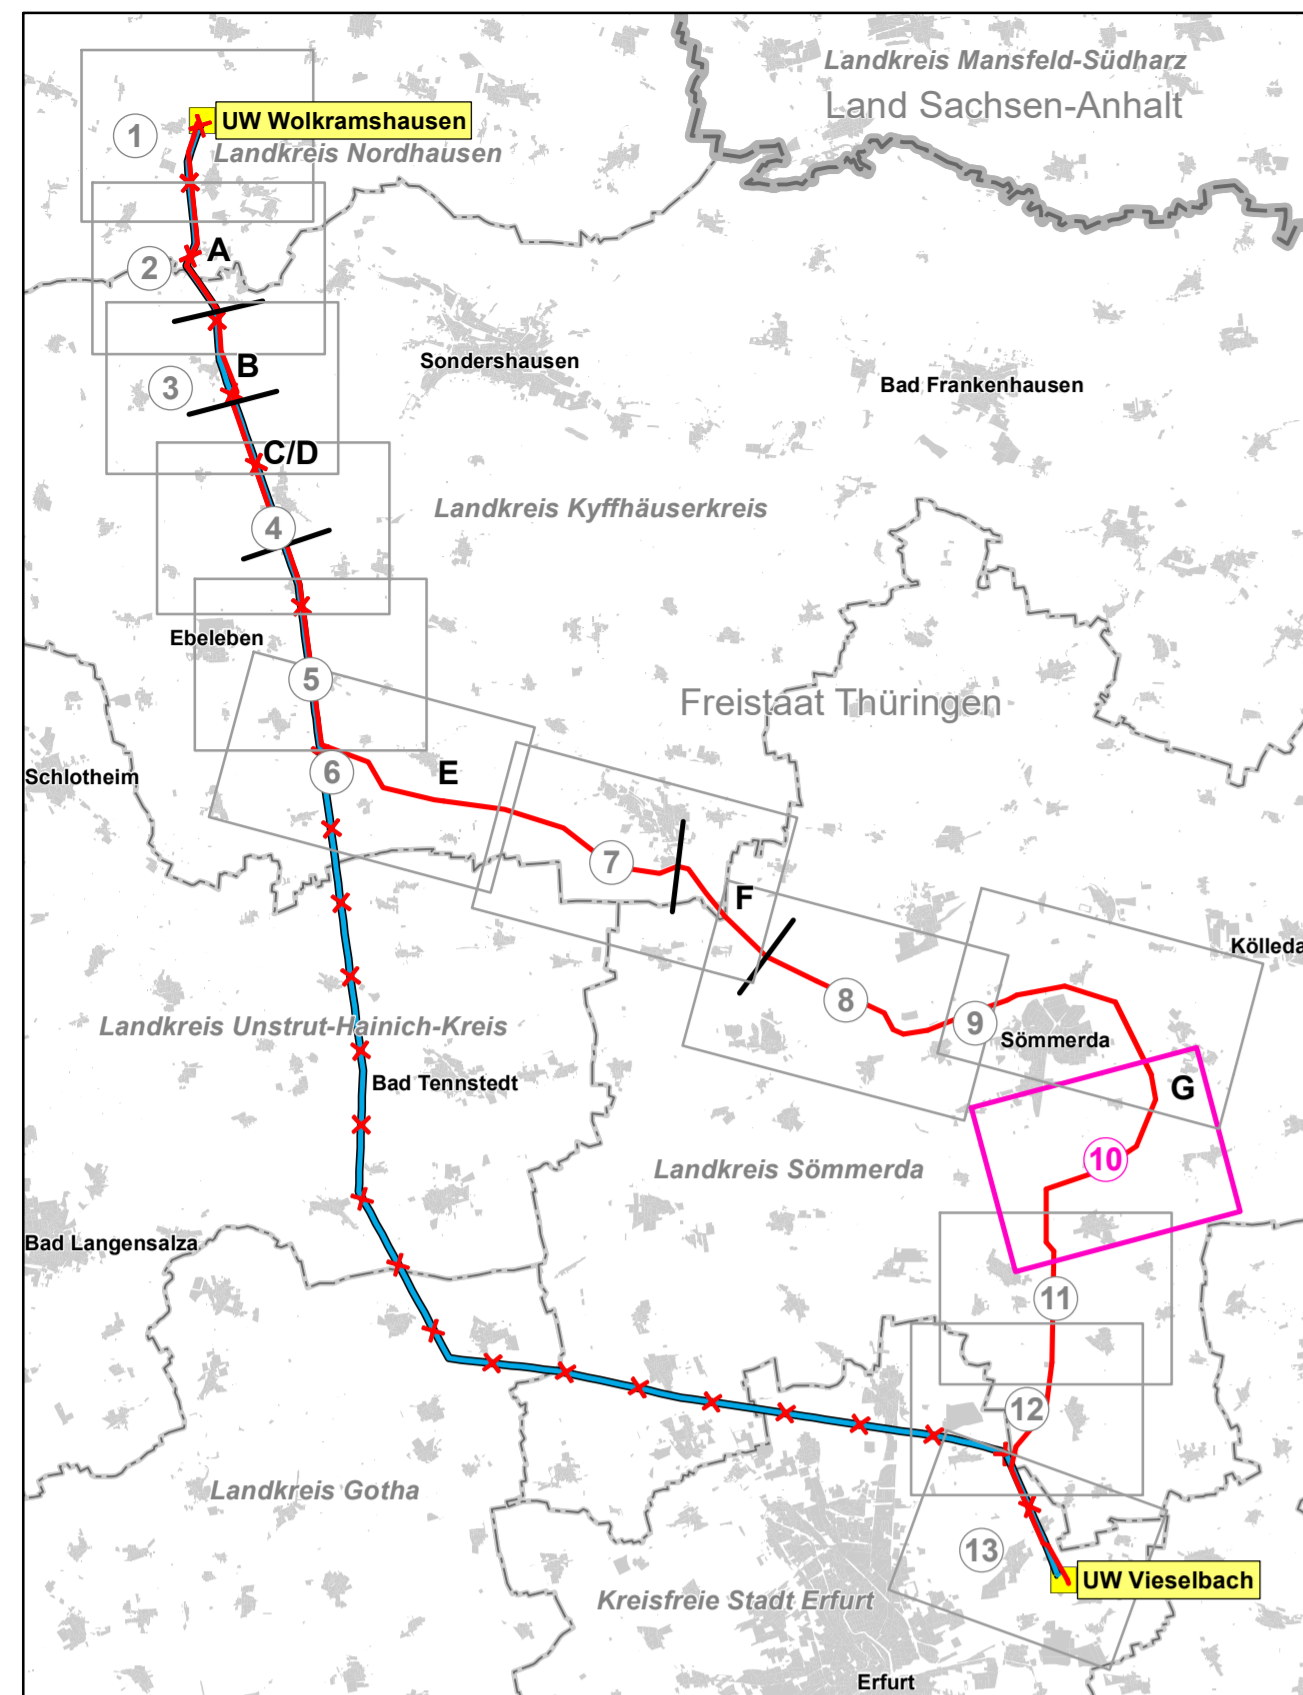 Landkreis Mansfeld-Südharz
Land Sachsen-Anhalt
UW Wolkramshausen
1
Landkreis Nordhausen
A
2
Sondershausen
B
3
Bad Frankenhausen
C/D
Landkreis Kyffhäuserkreis
4
Ebeleben
5
Freistaat Thüringen
Schlotheim
6
E
7
F
Kölleda
8
9
Landkreis Unstrut-Hainich-Kreis
Sömmerda
Bad Tennstedt
G
10
Landkreis Sömmerda
Bad Langensalza
11
12
Landkreis Gotha
13
UW Vieselbach
Kreisfreie Stadt Erfurt
Erfurt